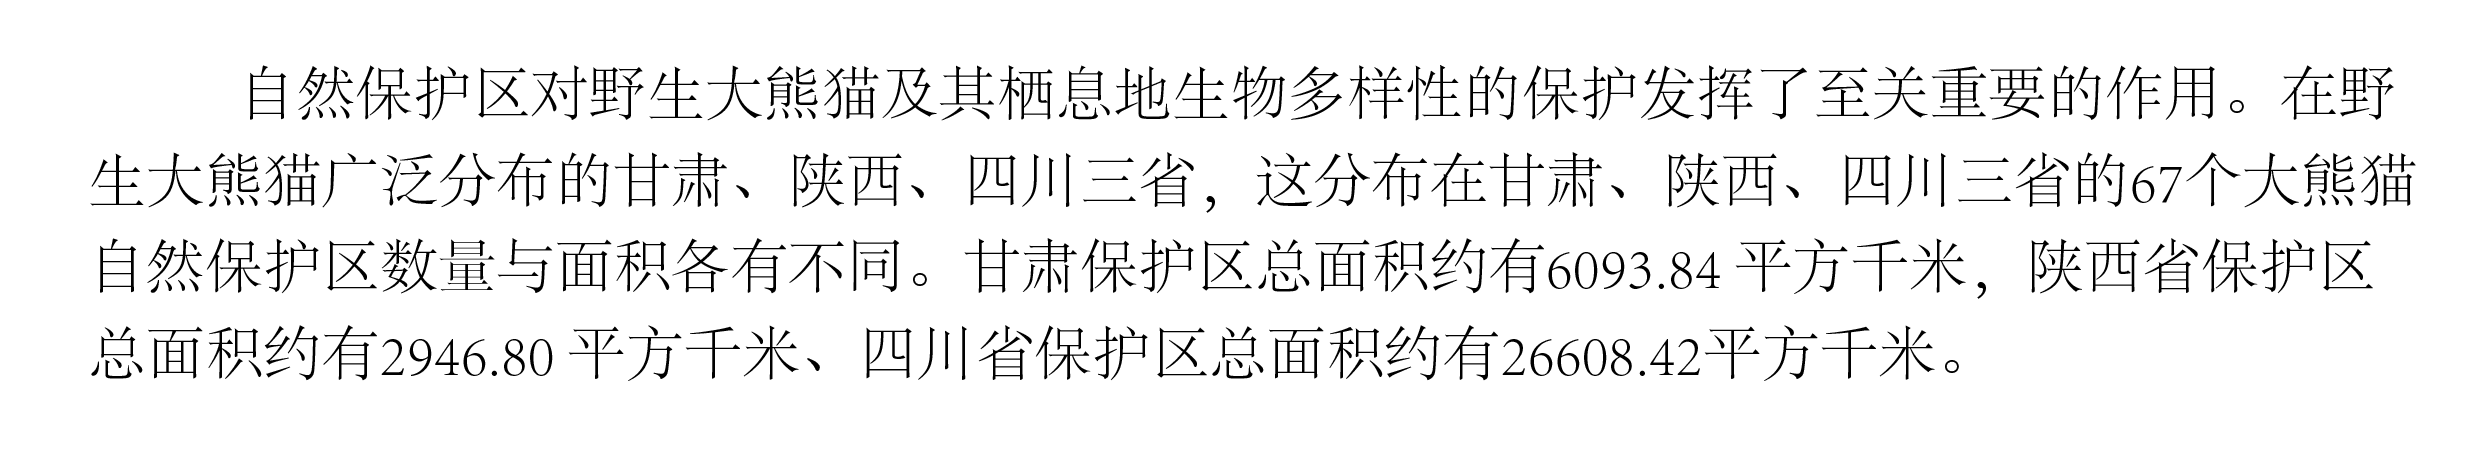 自然保护区对野生大熊猫及其栖息地生物多样性的保护发挥了至关重要的作用。在野
生大熊猫广泛分布的甘肃、陕西、四川三省，这分布在甘肃、陕西、四川三省的67个大熊猫
自然保护区数量与面积各有不同。甘肃保护区总面积约有6093.84 平方千米，陕西省保护区
总面积约有2946.80 平方千米、四川省保护区总面积约有26608.42平方千米。